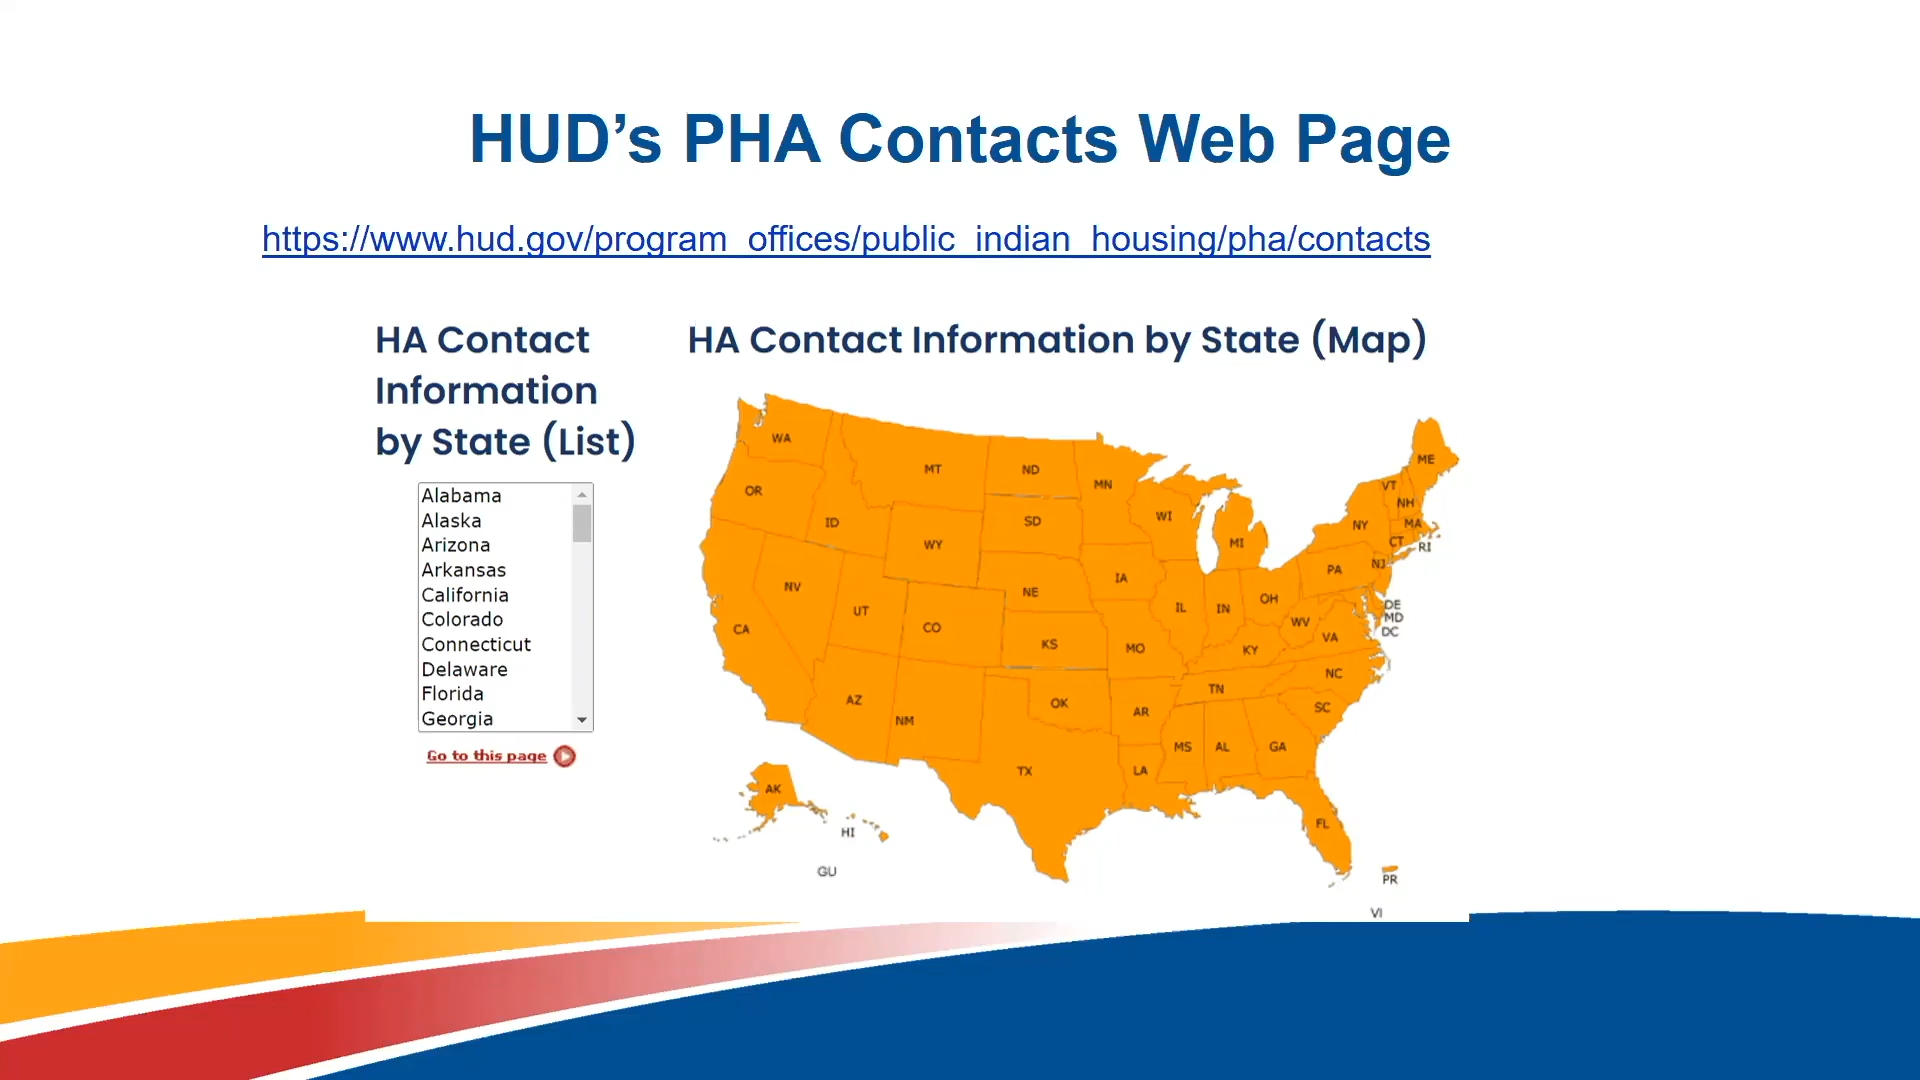 HUD’s PHA Contacts Web Page
https://www.hud.gov/program_offices/public_indian_housing/pha/contacts
HA Contact
Information
by State (List)
Alabama
Alaska
Arizona
Arkansas
California
Colorado
Connecticut
Delaware
Florida
Georgia
Go to this page
HA Contact Information by State (Map)
WA
MT
ND
MN
ME
VT
NH
OR
ID
SD
WI
NY
MA
WY
MI
CT
RI
NV
NE
IA
PA
NJ
UT
IL
IN
OH
DE
CA
CO
KS
MO
WV
VA
MD
DC
KY
NC
AZ
NM
OK
AR
TN
SC
TX
LA
MS
AL
GA
AK
HI
FL
GU
PR
VI